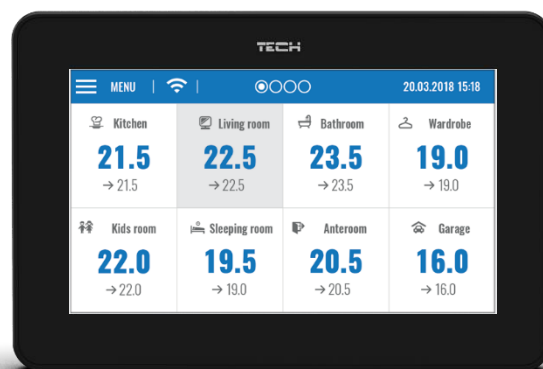 TECH
MENU | | 20.03.2018 15:18
Kitchen Living room Bathroom Wardrobe
21.5 22.5 23.5 19.0
→ 21.5 → 22.5 → 23.5 → 19.0
Kids room Sleeping room Anteroom Garage
22.0 19.5 20.5 16.0
→ 22.0 → 19.0 → 20.5 → 16.0